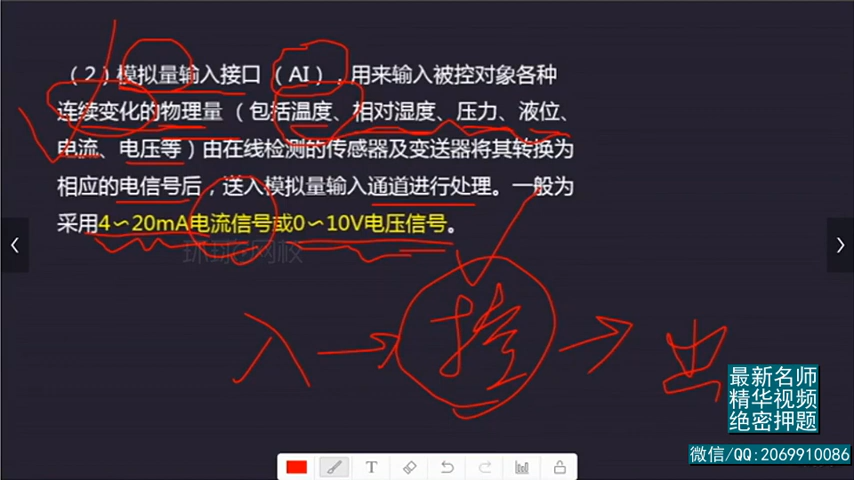 （2）模拟量输入接口（AI），用来输入被控对象各种
连续变化的物理量（包括温度、相对湿度、压力、液位、
电流、电压等）由在线检测的传感器及变送器将其转换为
相应的电信号后，送入模拟量输入通道进行处理。一般为
采用4～20mA电流信号或0～10V电压信号。
环球网校
入→控→出
最新名师
精华视频
绝密押题
微信/QQ:2069910086
T